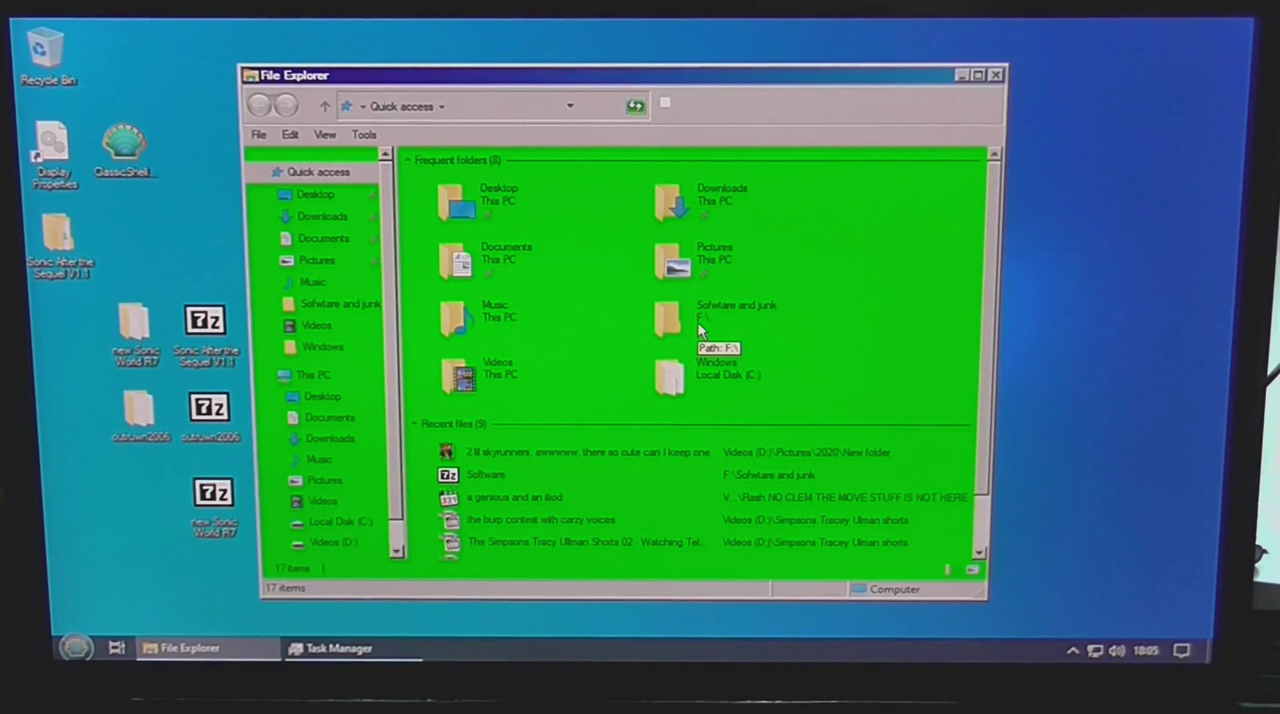 Recycle Bin
Display
Properties
ClassicShell...
Sonic After the
Sequel V1.1
new Sonic
World R7
Sonic After the
Sequel V1.1
outrun2006
outrun2006
new Sonic
World R7
File Explorer
Quick access
File Edit View Tools
Quick access
Desktop
Downloads
Documents
Pictures
Music
Sofwtare and junk
Videos
Windows
This PC
Desktop
Documents
Downloads
Music
Pictures
Videos
Local Disk (C:)
Videos (D:)
17 items
Frequent folders (8)
Desktop
This PC
Downloads
This PC
Documents
This PC
Pictures
This PC
Music
This PC
Sofwtare and junk
F:\
Path: F:\
Videos
This PC
Windows
Local Disk (C:)
Recent files (9)
2 lil skyrunners, awwwww, there so cute can I keep one Videos (D:)\Pictures\2020\New folder
Software F:\Sofwtare and junk
a genious and an itiod V...\Flash NO CLEM THE MOVE STUFF IS NOT HERE
the burp contest with carzy voices Videos (D:)\Simpsons Tracey Ulman shorts
The Simpsons Tracy Ullman Shorts 02 - Watching Tel... Videos (D:)\Simpsons Tracey Ulman shorts
17 items
Computer
File Explorer
Task Manager
18:05